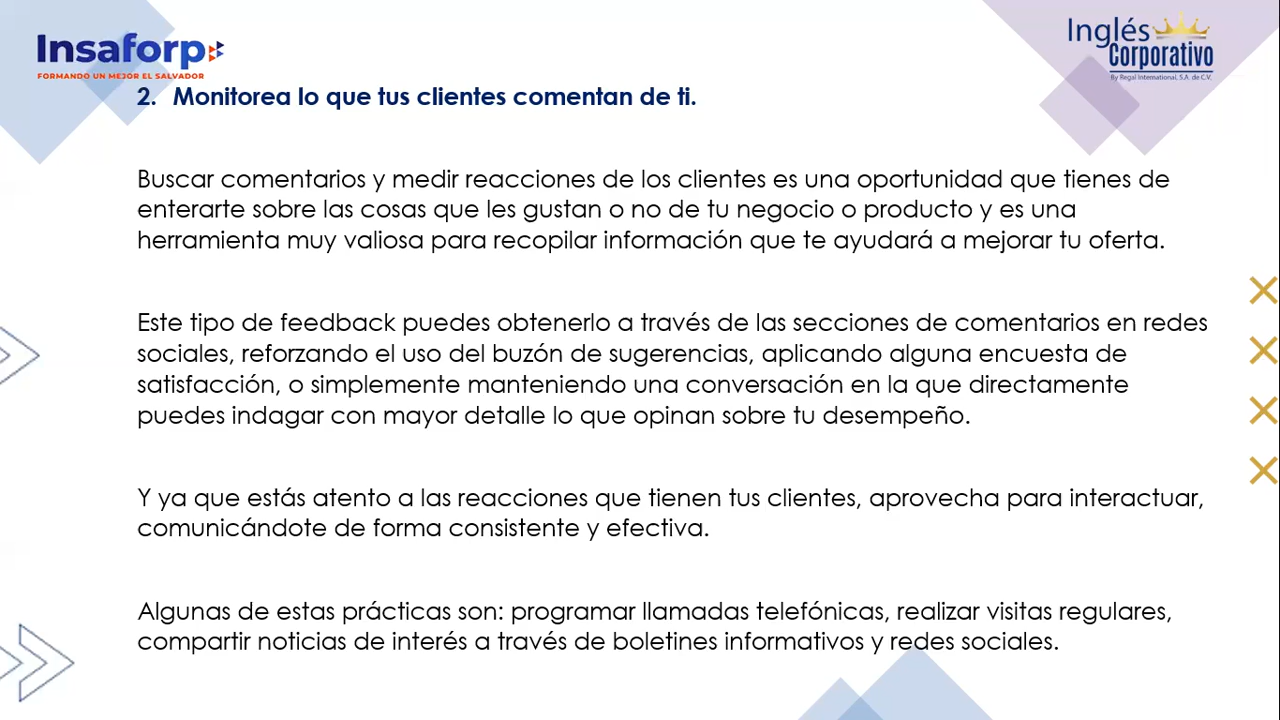 Insaforp
FORMANDO UN MEJOR EL SALVADOR
Inglés
Corporativo
By Regal International, S.A. de C.V.
2. Monitorea lo que tus clientes comentan de ti.
Buscar comentarios y medir reacciones de los clientes es una oportunidad que tienes de
enterarte sobre las cosas que les gustan o no de tu negocio o producto y es una
herramienta muy valiosa para recopilar información que te ayudará a mejorar tu oferta.
Este tipo de feedback puedes obtenerlo a través de las secciones de comentarios en redes
sociales, reforzando el uso del buzón de sugerencias, aplicando alguna encuesta de
satisfacción, o simplemente manteniendo una conversación en la que directamente
puedes indagar con mayor detalle lo que opinan sobre tu desempeño.
Y ya que estás atento a las reacciones que tienen tus clientes, aprovecha para interactuar,
comunicándote de forma consistente y efectiva.
Algunas de estas prácticas son: programar llamadas telefónicas, realizar visitas regulares,
compartir noticias de interés a través de boletines informativos y redes sociales.